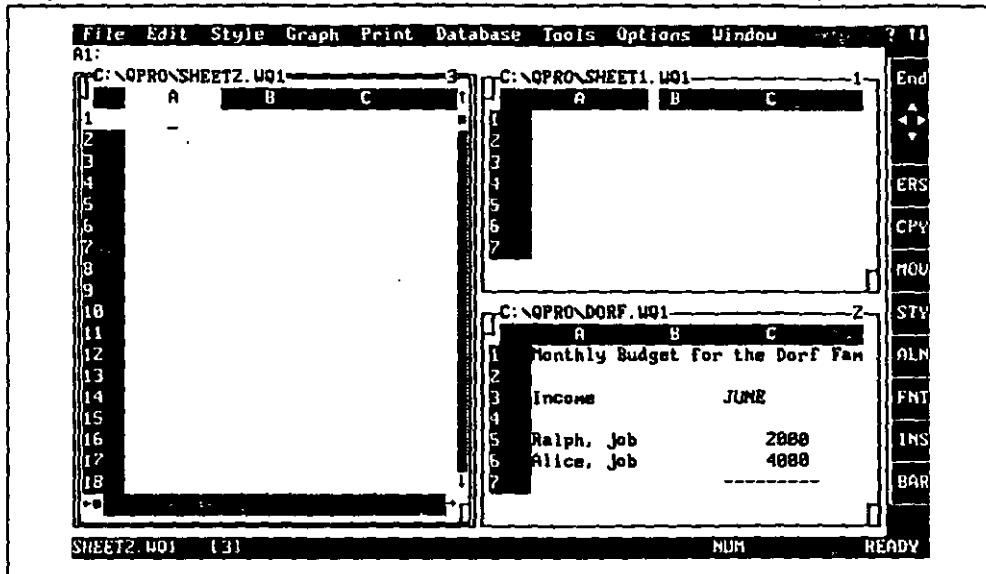 File Edit Style Graph Print Database Tools Options Window ? ↑↓
A1:
C:\QPRO\SHEET2.WQ1 3
A B C
1
2
3
4
5
6
7
8
9
10
11
12
13
14
15
16
17
18
C:\QPRO\SHEET1.WQ1 1
A B C
1
2
3
4
5
6
7
C:\QPRO\DORF.WQ1 2
A B C
1 Monthly Budget for the Dorf Fam
2
3 Income JUNE
4
5 Ralph, job 2000
6 Alice, job 4000
7 ----------
End
ERS
CPY
MOV
STY
ALN
FNT
INS
BAR
SHEET2.WQ1 [3] NUM READY